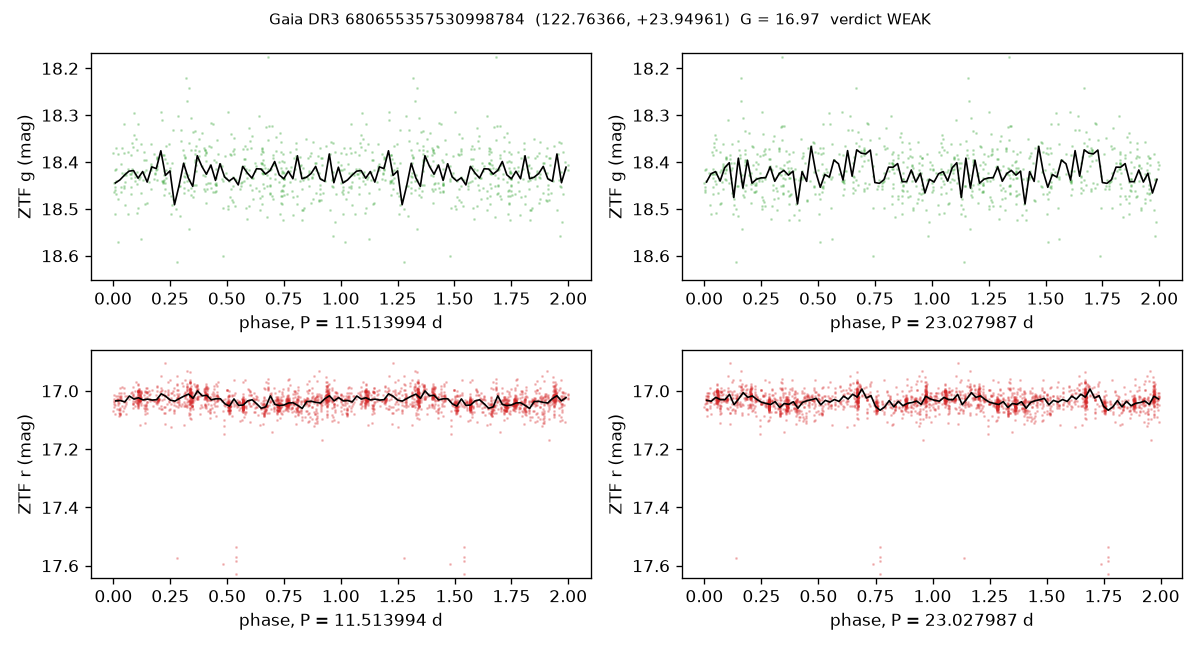 Gaia DR3 680655357530998784 (122.76366, +23.94961) G = 16.97 verdict WEAK
ZTF g (mag)
18.2
18.3
18.4
18.5
18.6
0.00 0.25 0.50 0.75 1.00 1.25 1.50 1.75 2.00
phase, P = 11.513994 d
ZTF g (mag)
18.2
18.3
18.4
18.5
18.6
0.00 0.25 0.50 0.75 1.00 1.25 1.50 1.75 2.00
phase, P = 23.027987 d
ZTF r (mag)
17.0
17.2
17.4
17.6
0.00 0.25 0.50 0.75 1.00 1.25 1.50 1.75 2.00
phase, P = 11.513994 d
ZTF r (mag)
17.0
17.2
17.4
17.6
0.00 0.25 0.50 0.75 1.00 1.25 1.50 1.75 2.00
phase, P = 23.027987 d